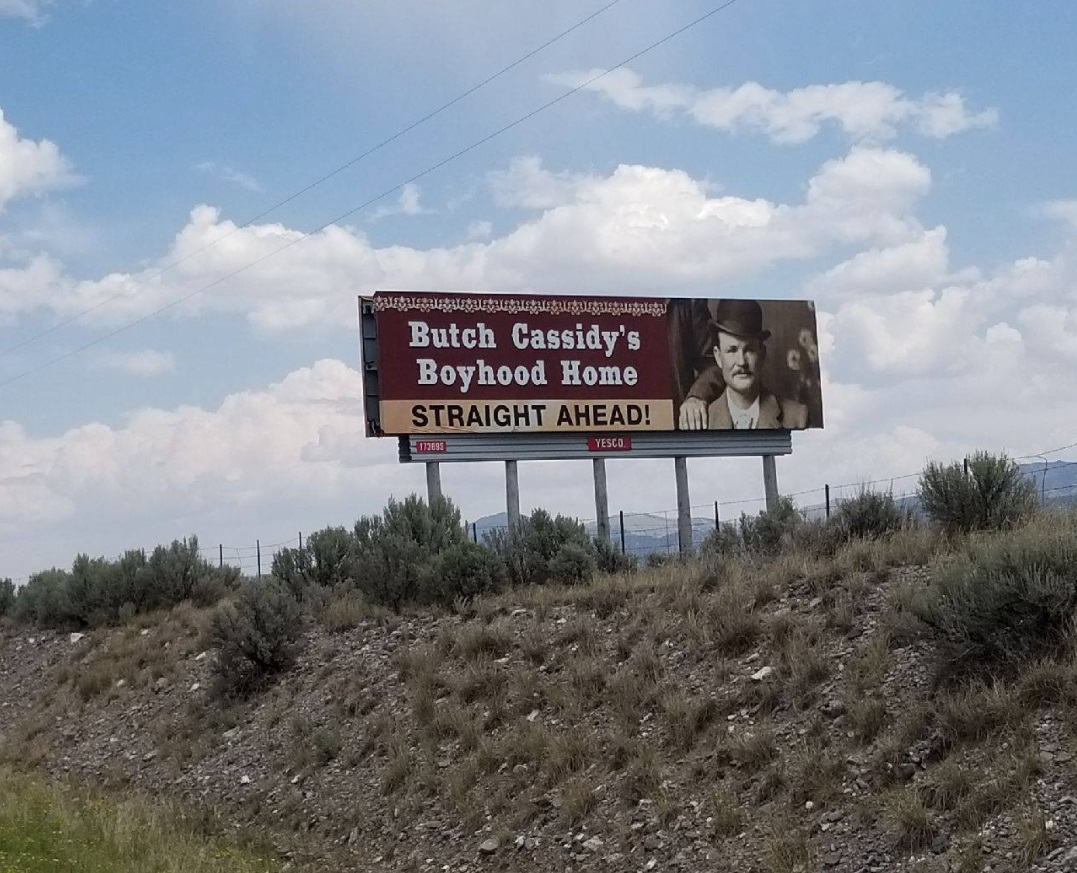 Butch Cassidy's
Boyhood Home
STRAIGHT AHEAD!
173695 YESCO